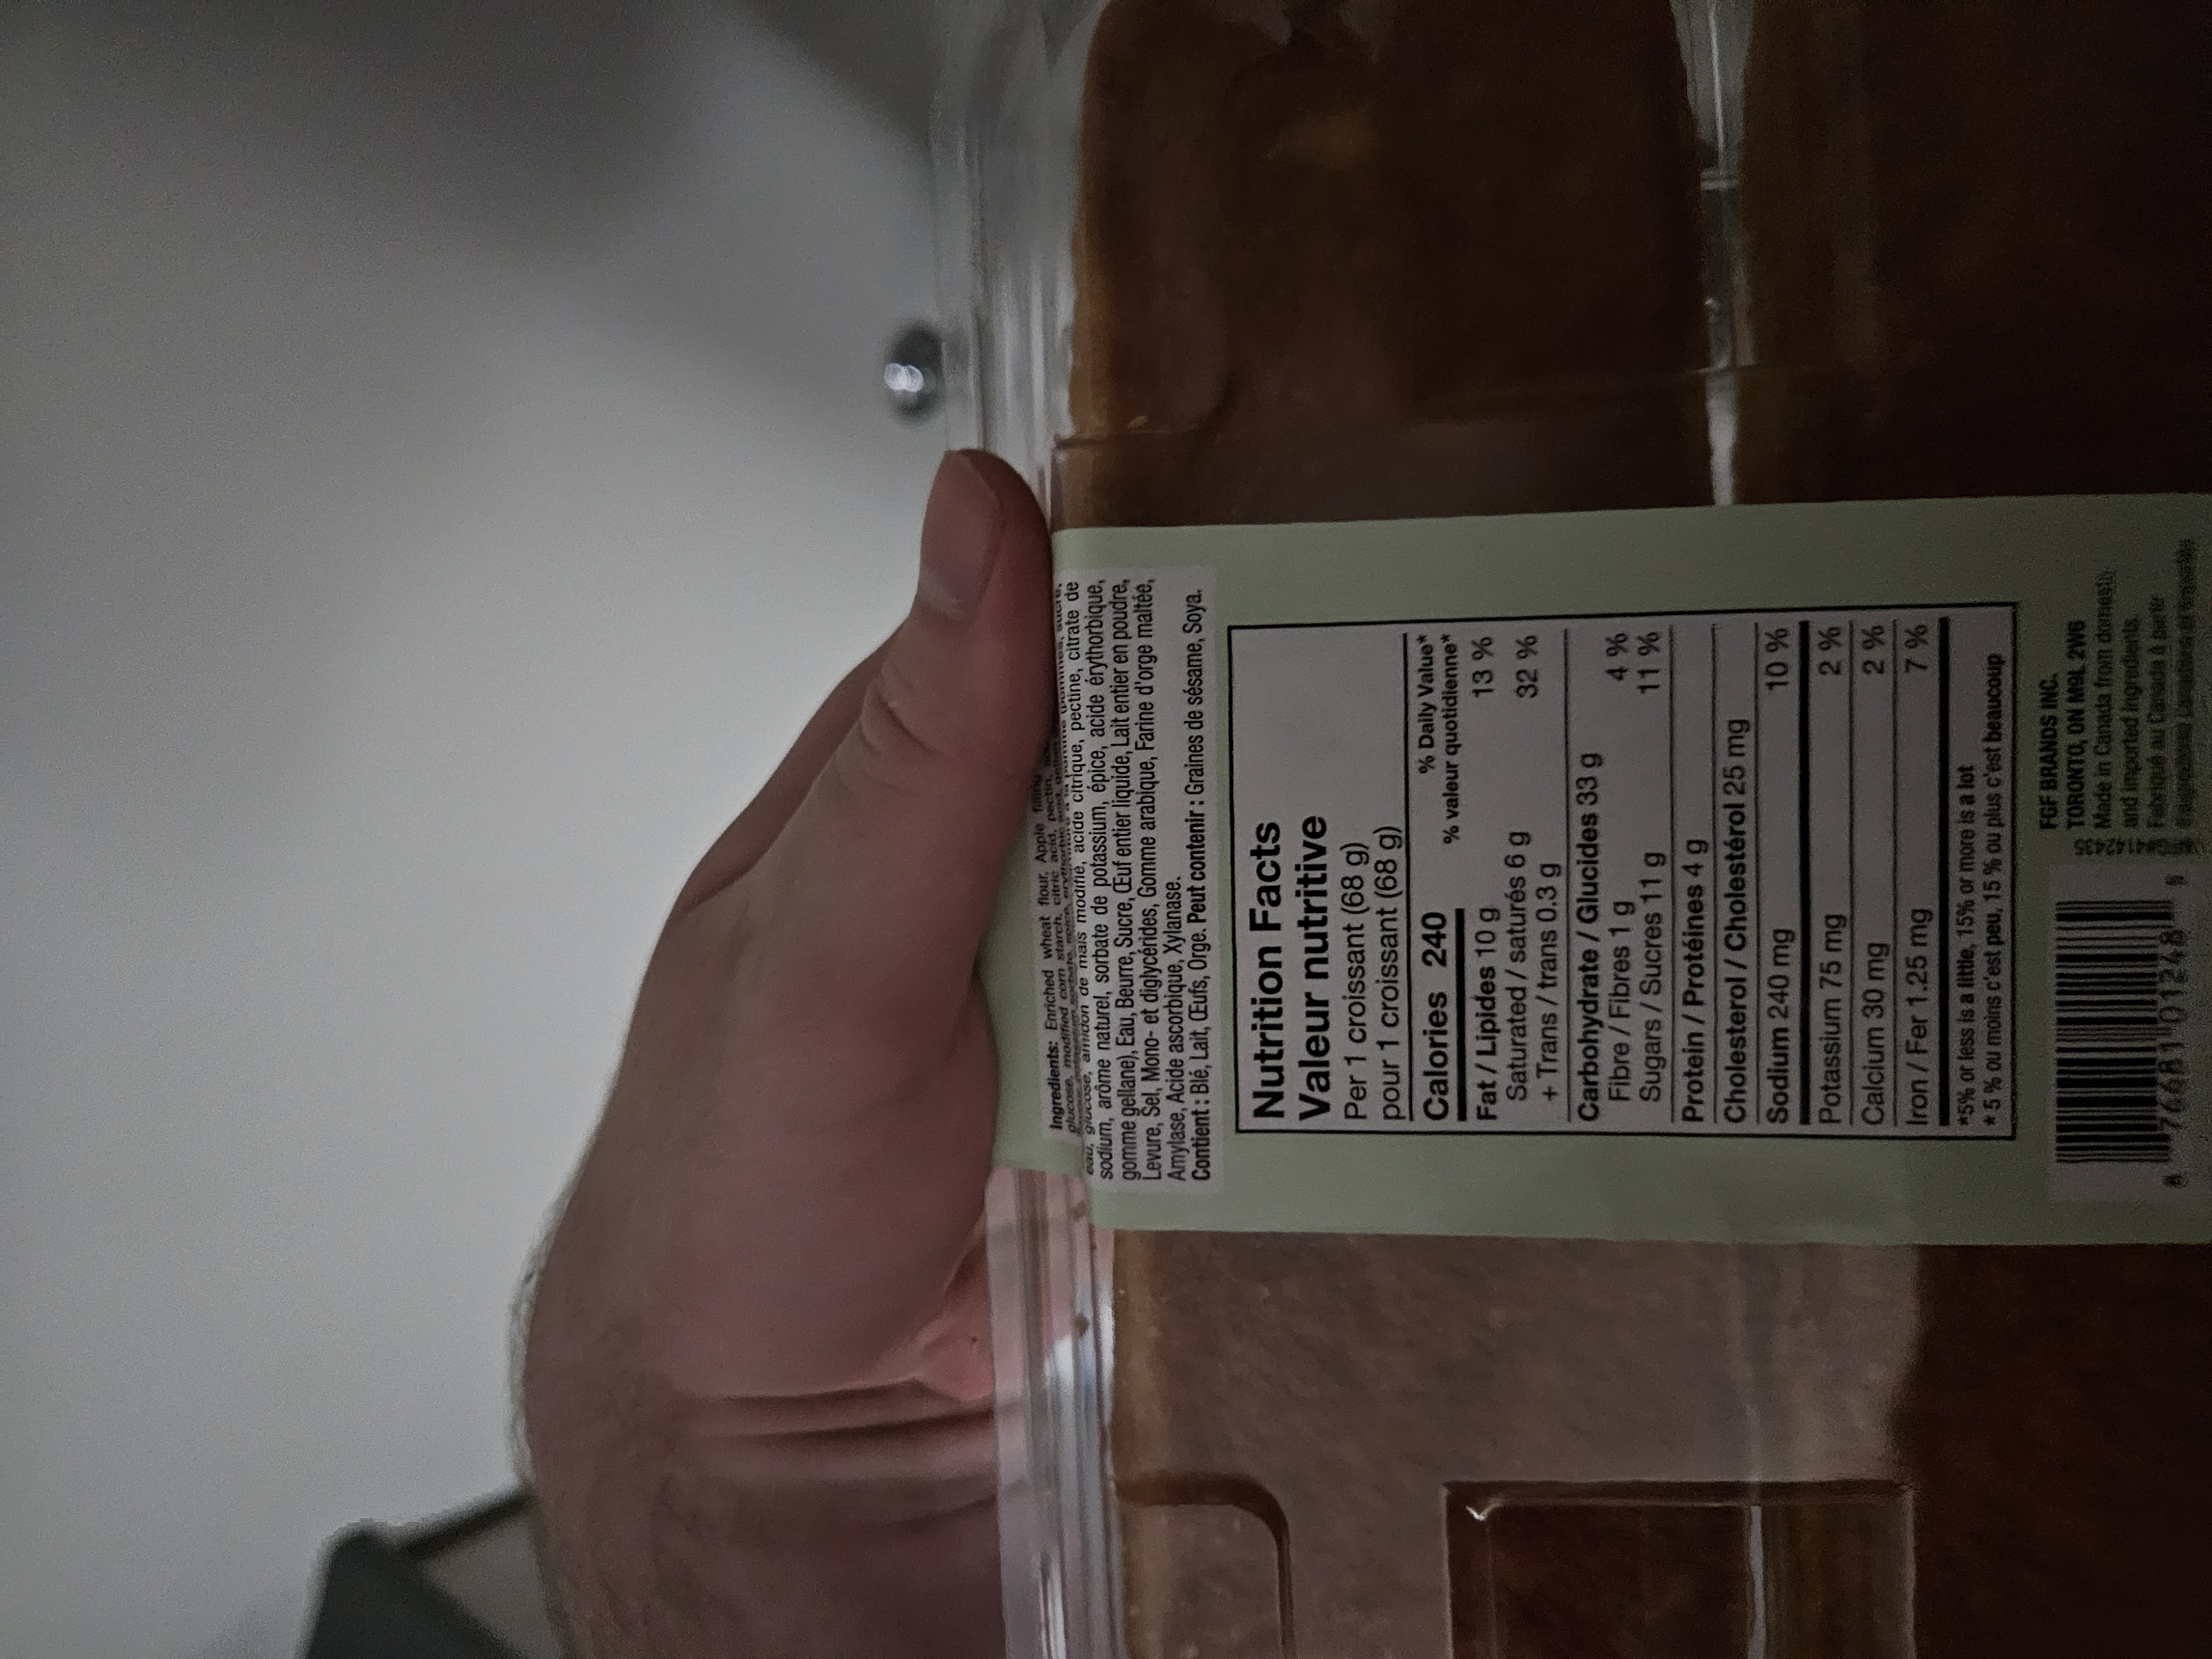 Ingredients: Enriched wheat flour, Apple filling
glucose, modified corn starch, citric acid, pectin,
potassium sorbate, spice, erythorbic acid, gellan
eau, glucose, amidon de maïs modifié, acide citrique, pectine, citrate de
sodium, arôme naturel, sorbate de potassium, épice, acide érythorbique,
gomme gellane), Eau, Beurre, Sucre, Œuf entier liquide, Lait entier en poudre,
Levure, Sel, Mono- et diglycérides, Gomme arabique, Farine d'orge maltée,
Amylase, Acide ascorbique, Xylanase.
Contient : Blé, Lait, Œufs, Orge. Peut contenir : Graines de sésame, Soya.
Nutrition Facts
Valeur nutritive
Per 1 croissant (68 g)
pour 1 croissant (68 g)
Calories 240
% Daily Value*
% valeur quotidienne*
Fat / Lipides 10 g 13 %
Saturated / saturés 6 g
+ Trans / trans 0.3 g
32 %
Carbohydrate / Glucides 33 g
Fibre / Fibres 1 g 4 %
Sugars / Sucres 11 g 11 %
Protein / Protéines 4 g
Cholesterol / Cholestérol 25 mg
Sodium 240 mg 10 %
Potassium 75 mg 2 %
Calcium 30 mg 2 %
Iron / Fer 1.25 mg 7 %
*5% or less is a little, 15% or more is a lot
* 5 % ou moins c'est peu, 15 % ou plus c'est beaucoup
FGF BRANDS INC.
TORONTO, ON M9L 2W6
Made in Canada from domestic
and imported ingredients.
Fabriqué au Canada à partir
76681 01248